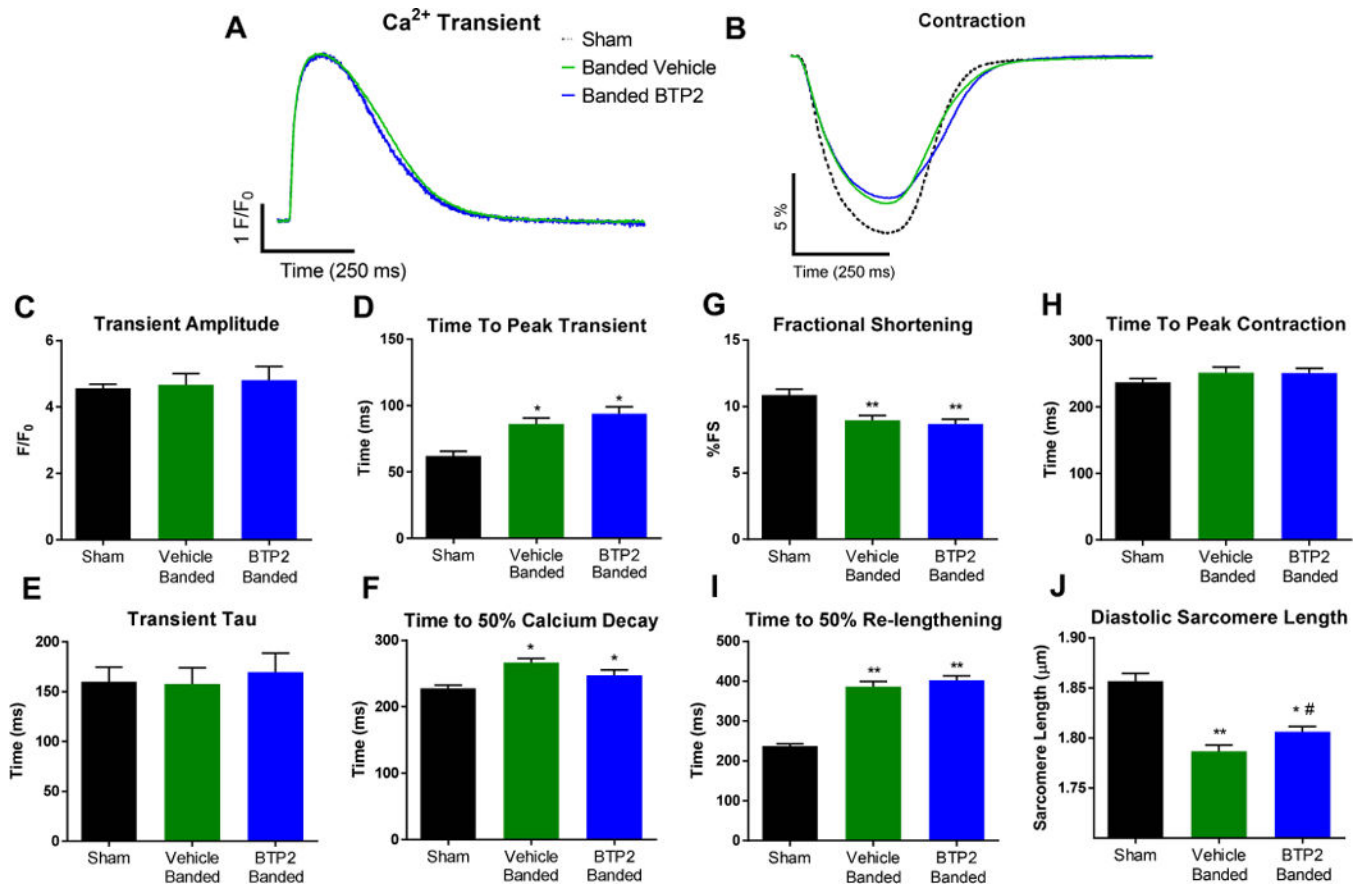 A
Ca2+ Transient
Sham
Banded Vehicle
Banded BTP2
1 F/F0
Time (250 ms)
B
Contraction
5 %
Time (250 ms)
C
Transient Amplitude
6
4
2
0
F/F0
Sham
Vehicle
Banded
BTP2
Banded
D
Time To Peak Transient
150
100
50
0
Time (ms)
*
*
Sham
Vehicle
Banded
BTP2
Banded
G
Fractional Shortening
15
10
5
0
%FS
**
**
Sham
Vehicle
Banded
BTP2
Banded
H
Time To Peak Contraction
300
200
100
0
Time (ms)
Sham
Vehicle
Banded
BTP2
Banded
E
Transient Tau
200
150
100
50
0
Time (ms)
Sham
Vehicle
Banded
BTP2
Banded
F
Time to 50% Calcium Decay
300
200
100
0
Time (ms)
*
*
Sham
Vehicle
Banded
BTP2
Banded
I
Time to 50% Re-lengthening
500
400
300
200
100
0
Time (ms)
**
**
Sham
Vehicle
Banded
BTP2
Banded
J
Diastolic Sarcomere Length
1.90
1.85
1.80
1.75
Sarcomere Length (μm)
**
* #
Sham
Vehicle
Banded
BTP2
Banded